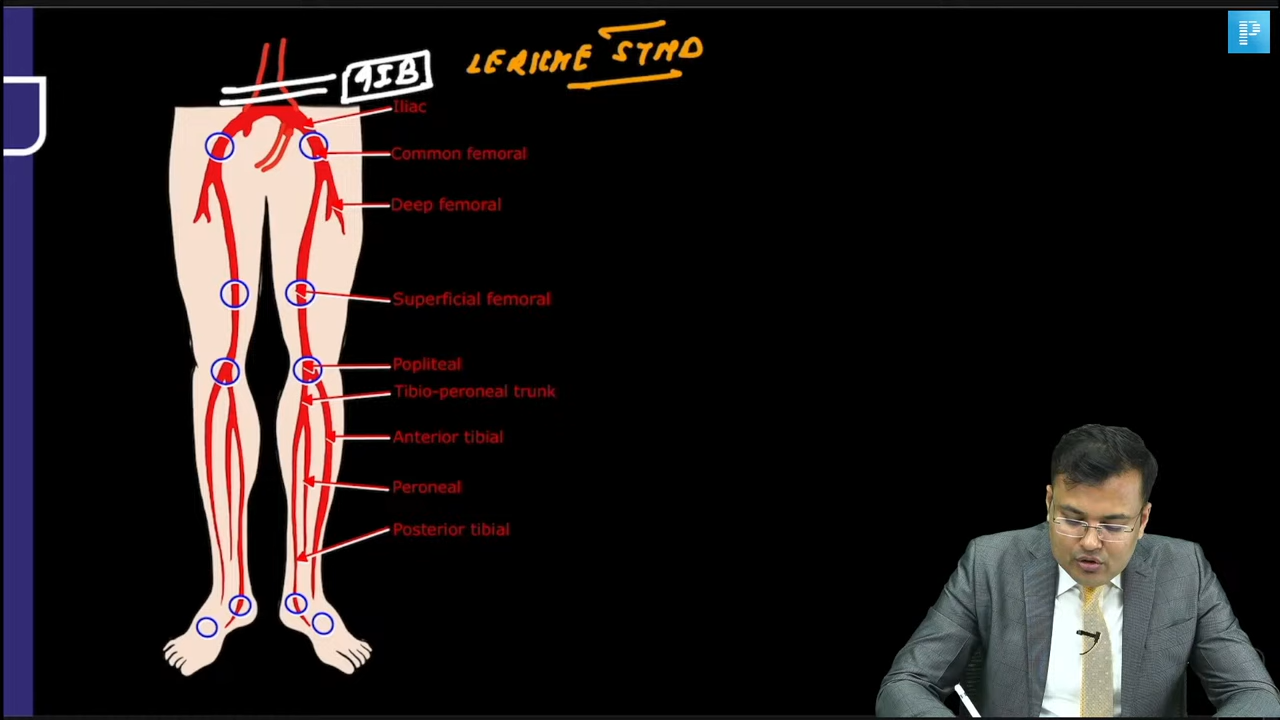 P
LERICHE SYND
AIB
Iliac
Common femoral
Deep femoral
Superficial femoral
Popliteal
Tibio-peroneal trunk
Anterior tibial
Peroneal
Posterior tibial